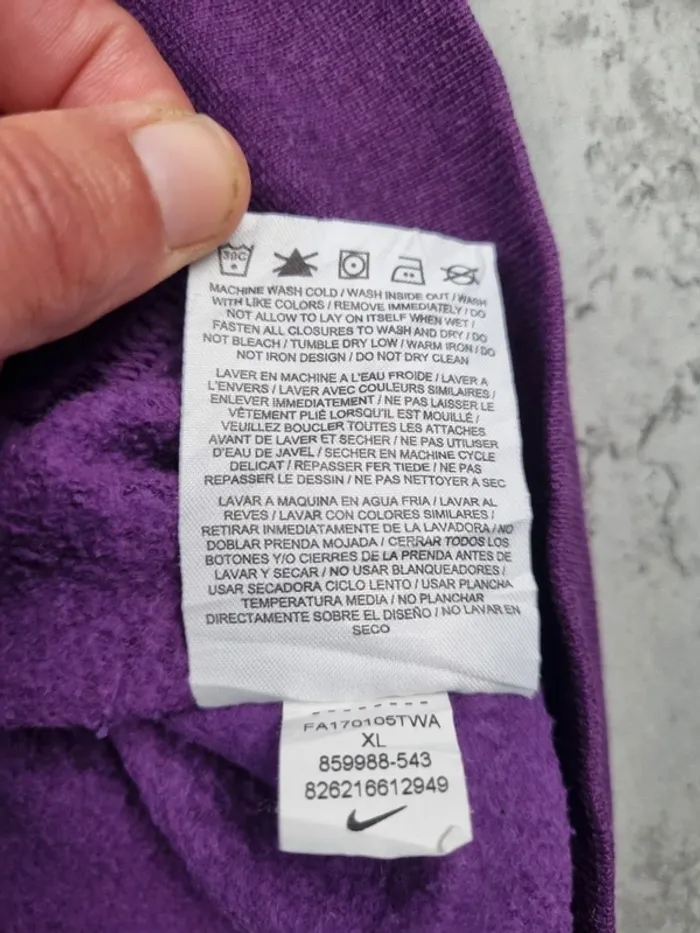 30C
MACHINE WASH COLD / WASH INSIDE OUT / WASH
WITH LIKE COLORS / REMOVE IMMEDIATELY / DO
NOT ALLOW TO LAY ON ITSELF WHEN WET /
FASTEN ALL CLOSURES TO WASH AND DRY / DO
NOT BLEACH / TUMBLE DRY LOW / WARM IRON / DO
NOT IRON DESIGN / DO NOT DRY CLEAN
LAVER EN MACHINE A L'EAU FROIDE / LAVER A
L'ENVERS / LAVER AVEC COULEURS SIMILAIRES /
ENLEVER IMMEDIATEMENT / NE PAS LAISSER LE
VÊTEMENT PLIÉ LORSQU'IL EST MOUILLÉ /
VEUILLEZ BOUCLER TOUTES LES ATTACHES
AVANT DE LAVER ET SECHER / NE PAS UTILISER
D'EAU DE JAVEL / SECHER EN MACHINE CYCLE
DELICAT / REPASSER FER TIEDE / NE PAS
REPASSER LE DESSIN / NE PAS NETTOYER A SEC
LAVAR A MAQUINA EN AGUA FRIA / LAVAR AL
REVES / LAVAR CON COLORES SIMILARES /
RETIRAR INMEDIATAMENTE DE LA LAVADORA / NO
DOBLAR PRENDA MOJADA / CERRAR TODOS LOS
BOTONES Y/O CIERRES DE LA PRENDA ANTES DE
LAVAR Y SECAR / NO USAR BLANQUEADORES /
USAR SECADORA CICLO LENTO / USAR PLANCHA
TEMPERATURA MEDIA / NO PLANCHAR
DIRECTAMENTE SOBRE EL DISEÑO / NO LAVAR EN
SECO
FA170105TWA
XL
859988-543
826216612949